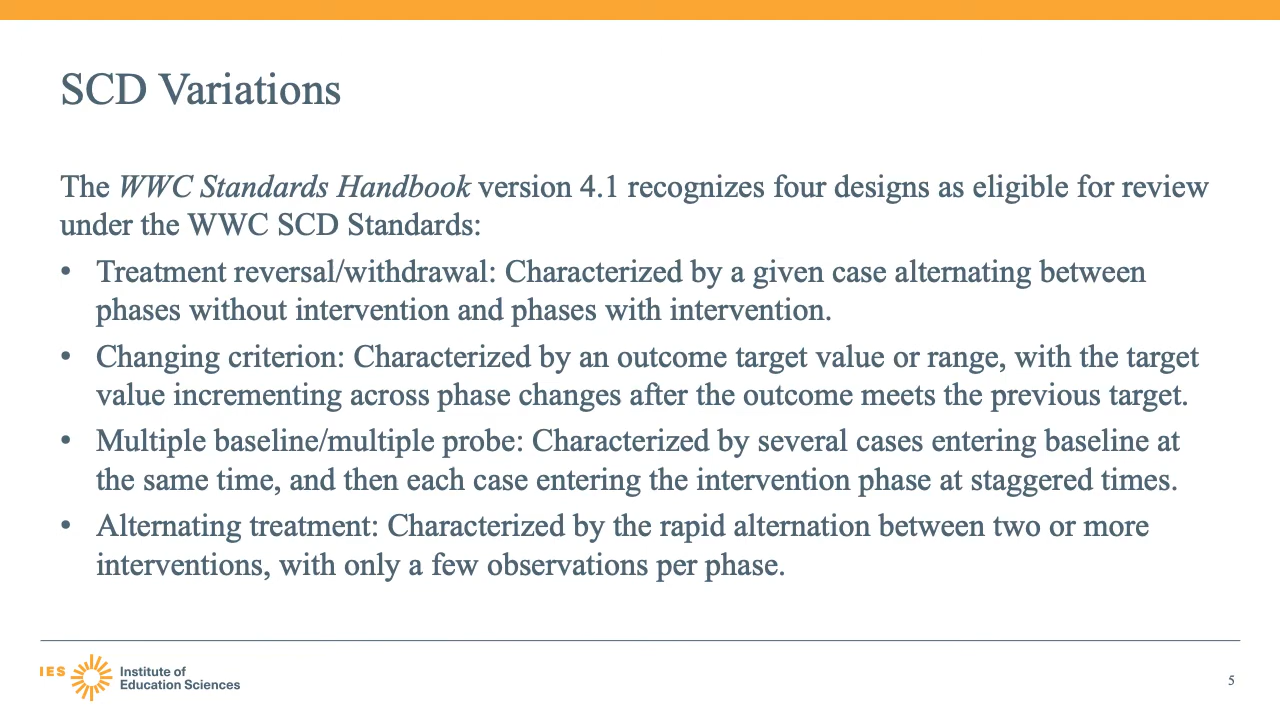 SCD Variations
The WWC Standards Handbook version 4.1 recognizes four designs as eligible for review
under the WWC SCD Standards:
• Treatment reversal/withdrawal: Characterized by a given case alternating between
phases without intervention and phases with intervention.
• Changing criterion: Characterized by an outcome target value or range, with the target
value incrementing across phase changes after the outcome meets the previous target.
• Multiple baseline/multiple probe: Characterized by several cases entering baseline at
the same time, and then each case entering the intervention phase at staggered times.
• Alternating treatment: Characterized by the rapid alternation between two or more
interventions, with only a few observations per phase.
IES
Institute of
Education Sciences
5